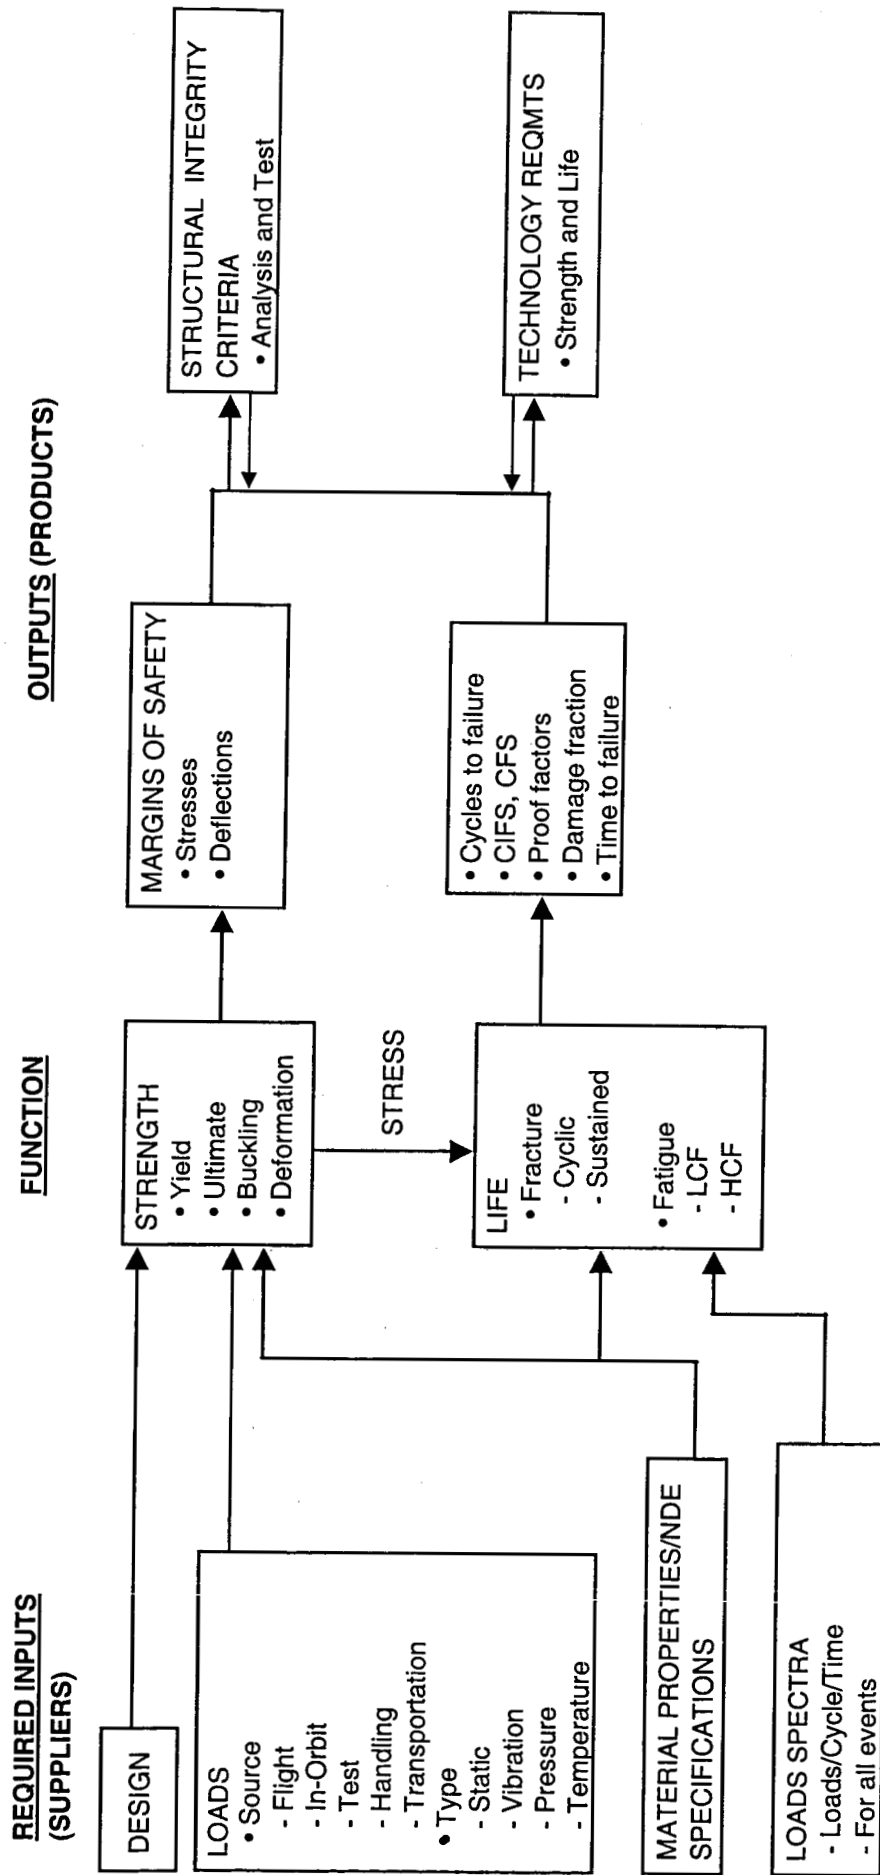 REQUIRED INPUTS
(SUPPLIERS)
FUNCTION
OUTPUTS (PRODUCTS)
DESIGN
LOADS
• Source
- Flight
- In-Orbit
- Test
- Handling
- Transportation
• Type
- Static
- Vibration
- Pressure
- Temperature
MATERIAL PROPERTIES/NDE
SPECIFICATIONS
LOADS SPECTRA
- Loads/Cycle/Time
- For all events
STRENGTH
• Yield
• Ultimate
• Buckling
• Deformation
STRESS
LIFE
• Fracture
- Cyclic
- Sustained
• Fatigue
- LCF
- HCF
MARGINS OF SAFETY
• Stresses
• Deflections
• Cycles to failure
• CIFS, CFS
• Proof factors
• Damage fraction
• Time to failure
STRUCTURAL INTEGRITY
CRITERIA
• Analysis and Test
TECHNOLOGY REQMTS
• Strength and Life